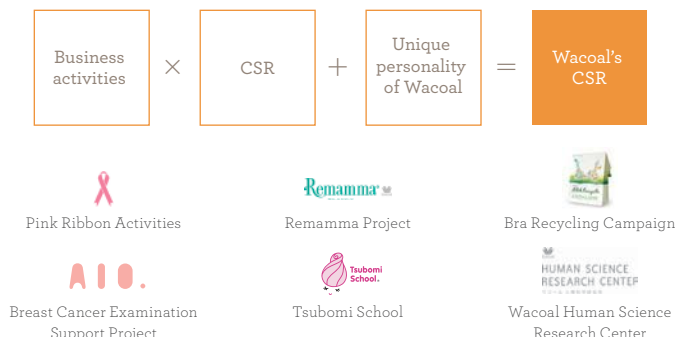 Business
activities
×
CSR
+
Unique
personality
of Wacoal
=
Wacoal's
CSR
Remamma
Pink Ribbon Activities
Remamma Project
Bra Recycling Campaign
AIO.
Tsubomi
School
HUMAN SCIENCE
RESEARCH CENTER
Breast Cancer Examination
Support Project
Tsubomi School
Wacoal Human Science
Research Center